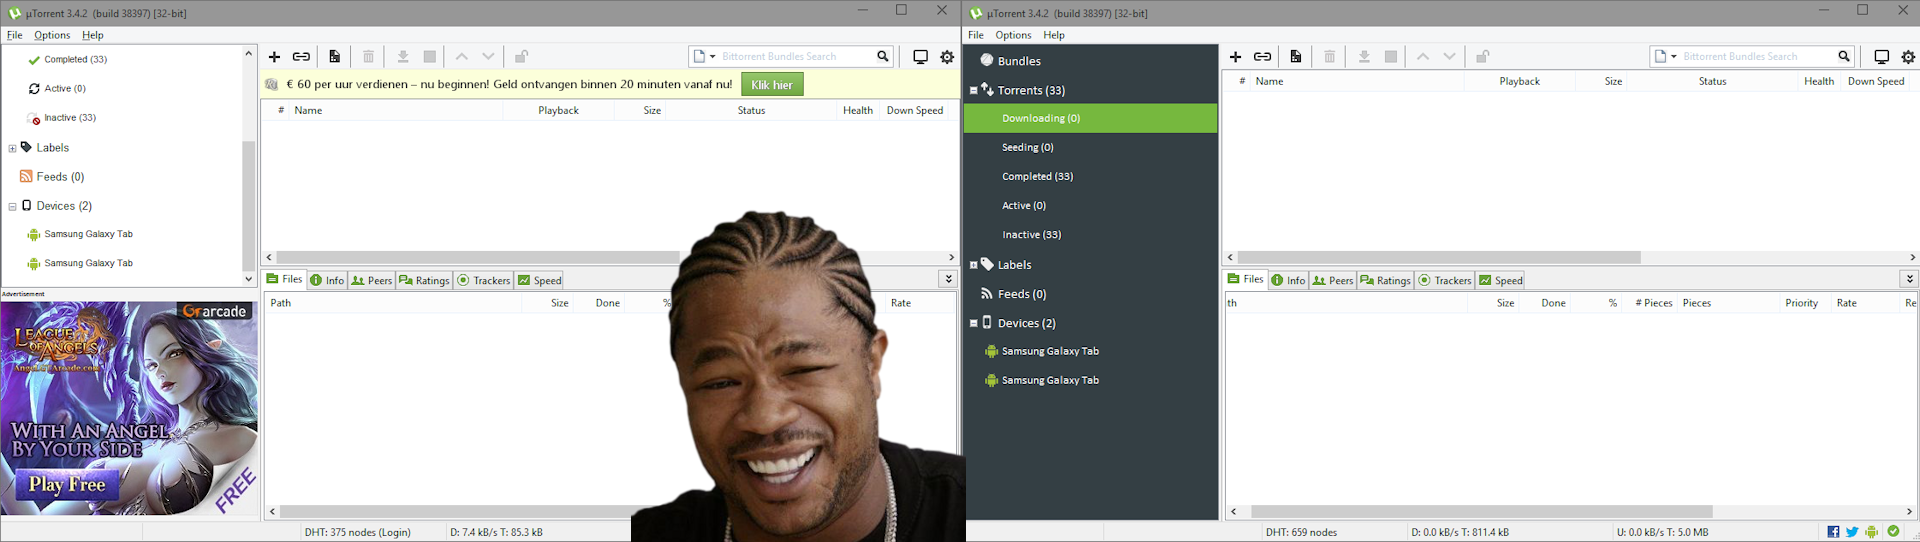 µTorrent 3.4.2  (build 38397) [32-bit]
File Options Help
Completed (33)
Active (0)
Inactive (33)
Labels
Feeds (0)
Devices (2)
Samsung Galaxy Tab
Samsung Galaxy Tab
Advertisement
GTarcade
LEAGUE
OF ANGELS
WITH AN ANGEL
BY YOUR SIDE
Play Free
FREE
Bittorrent Bundles Search
€ 60 per uur verdienen – nu beginnen! Geld ontvangen binnen 20 minuten vanaf nu! Klik hier
# Name Playback Size Status Health Down Speed
Files Info Peers Ratings Trackers Speed
Path Size Done % Rate
DHT: 375 nodes (Login) D: 7.4 kB/s T: 85.3 kB
µTorrent 3.4.2  (build 38397) [32-bit]
File Options Help
Bundles
Torrents (33)
Downloading (0)
Seeding (0)
Completed (33)
Active (0)
Inactive (33)
Labels
Feeds (0)
Devices (2)
Samsung Galaxy Tab
Samsung Galaxy Tab
Bittorrent Bundles Search
# Name Playback Size Status Health Down Speed
Files Info Peers Ratings Trackers Speed
th Size Done % # Pieces Pieces Priority Rate Re
DHT: 659 nodes D: 0.0 kB/s T: 811.4 kB U: 0.0 kB/s T: 5.0 MB